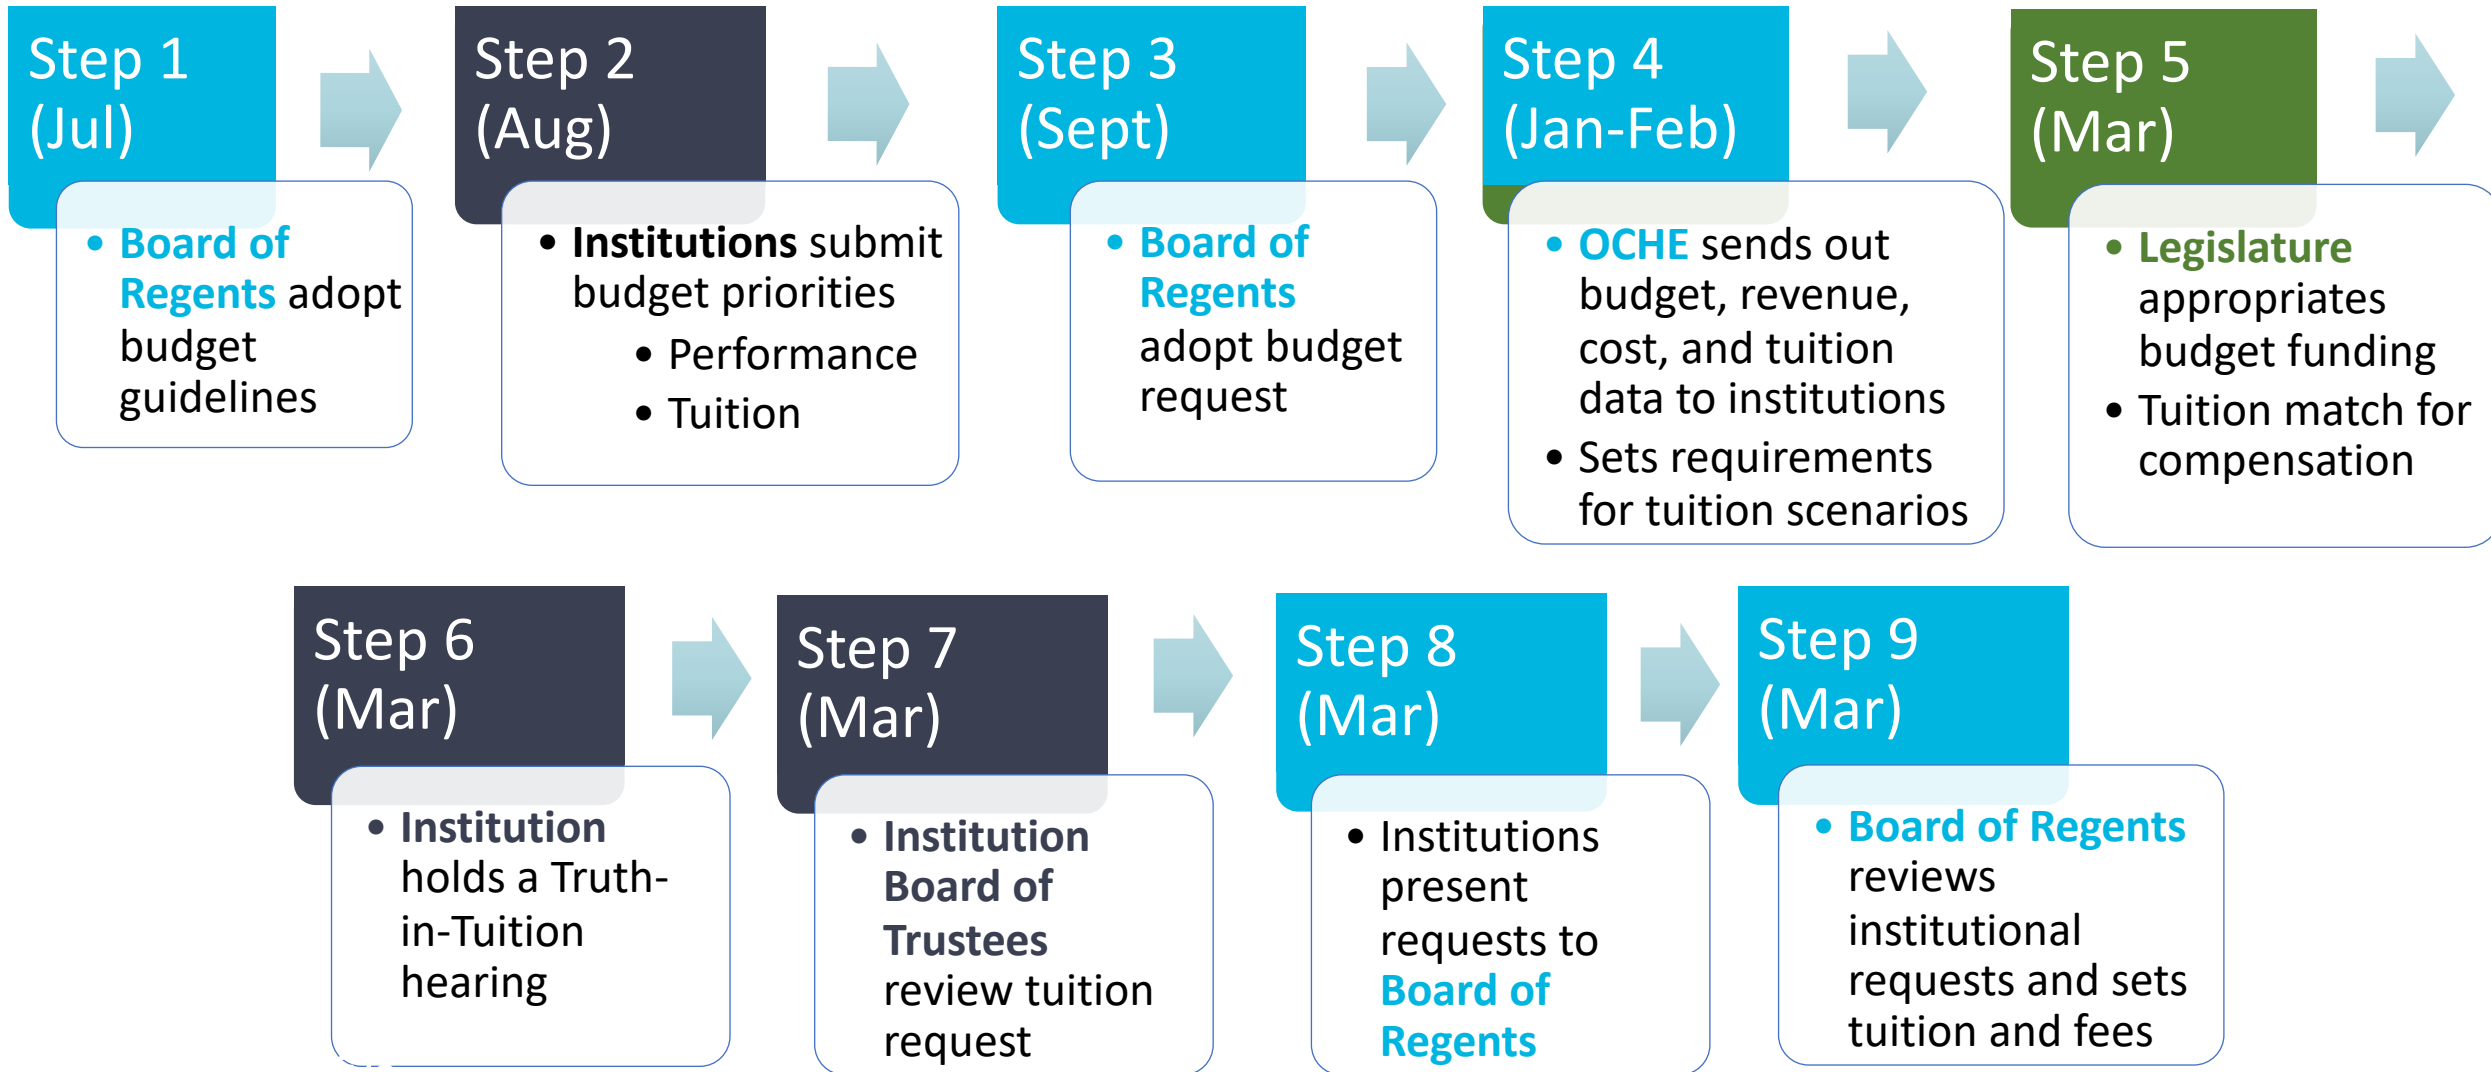 Step 1
(Jul)
• Board of
Regents adopt
budget
guidelines
Step 2
(Aug)
• Institutions submit
budget priorities
• Performance
• Tuition
Step 3
(Sept)
• Board of
Regents
adopt budget
request
Step 4
(Jan-Feb)
• OCHE sends out
budget, revenue,
cost, and tuition
data to institutions
• Sets requirements
for tuition scenarios
Step 5
(Mar)
• Legislature
appropriates
budget funding
• Tuition match for
compensation
Step 6
(Mar)
• Institution
holds a Truth-
in-Tuition
hearing
Step 7
(Mar)
• Institution
Board of
Trustees
review tuition
request
Step 8
(Mar)
• Institutions
present
requests to
Board of
Regents
Step 9
(Mar)
• Board of Regents
reviews
institutional
requests and sets
tuition and fees